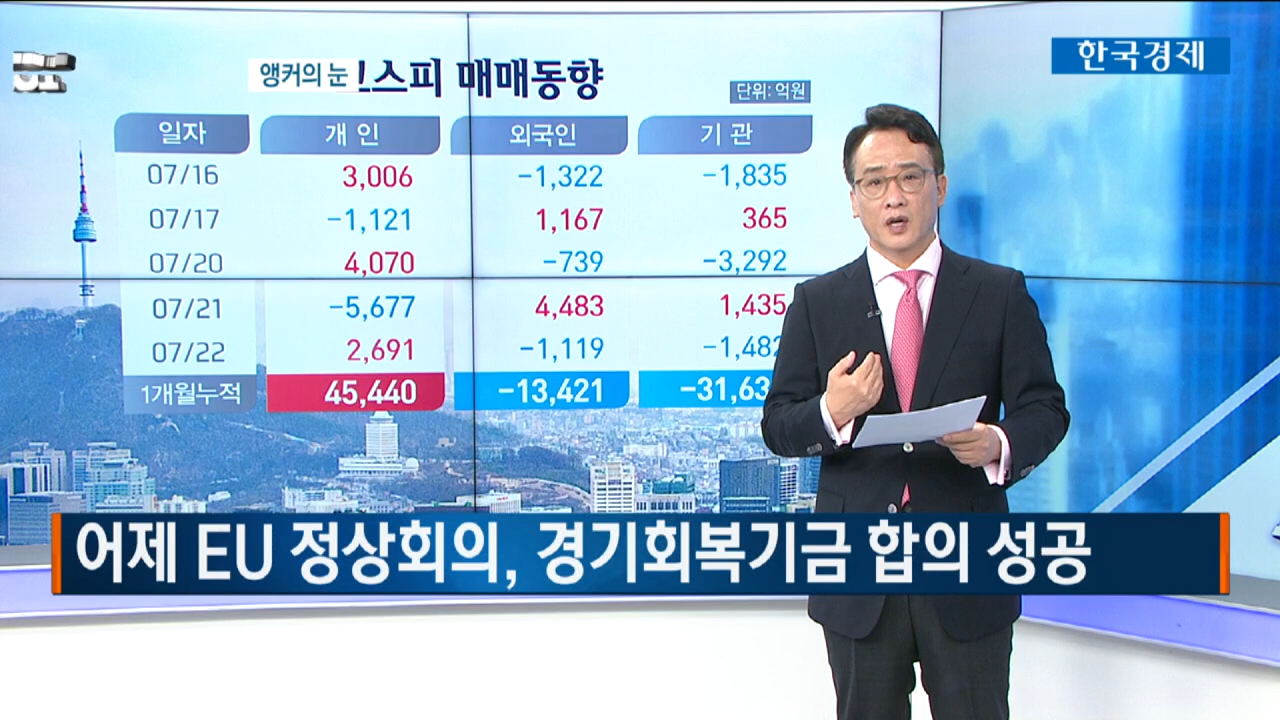 한국경제
앵커의 눈
스피 매매동향
단위: 억원
일자 개인 외국인 기관
07/16 3,006 -1,322 -1,835
07/17 -1,121 1,167 365
07/20 4,070 -739 -3,292
07/21 -5,677 4,483 1,435
07/22 2,691 -1,119 -1,482
1개월누적 45,440 -13,421 -31,63
어제 EU 정상회의, 경기회복기금 합의 성공